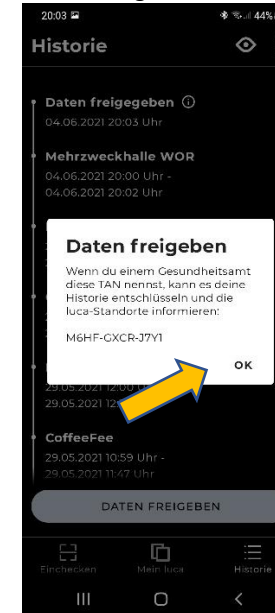 20:03 44%
Historie
Daten freigegeben
04.06.2021 20:03 Uhr
Mehrzweckhalle WOR
04.06.2021 20:00 Uhr -
04.06.2021 20:02 Uhr
Daten freigeben
Wenn du einem Gesundheitsamt
diese TAN nennst, kann es deine
Historie entschlüsseln und die
luca-Standorte informieren:
M6HF-GXCR-J7Y1
OK
29.05.2021 12:00 U
29.05.2021 12
CoffeeFee
29.05.2021 10:59 Uhr -
29.05.2021 11:47 Uhr
DATEN FREIGEBEN
Einchecken Mein luca Historie